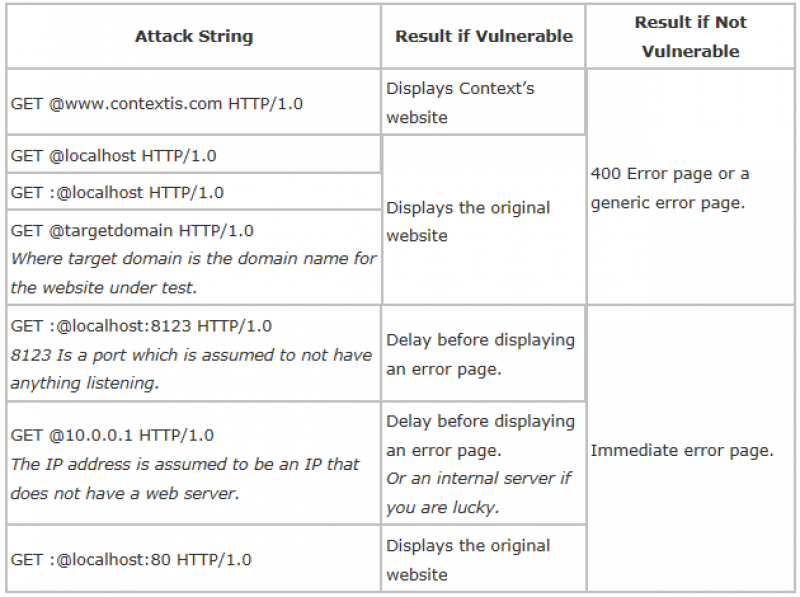 Attack String
Result if Vulnerable
Result if Not
Vulnerable
GET @www.contextis.com HTTP/1.0
Displays Context’s
website
400 Error page or a
generic error page.
GET @localhost HTTP/1.0
Displays the original
website
GET :@localhost HTTP/1.0
GET @targetdomain HTTP/1.0
Where target domain is the domain name for
the website under test.
GET :@localhost:8123 HTTP/1.0
8123 Is a port which is assumed to not have
anything listening.
Delay before displaying
an error page.
Immediate error page.
GET @10.0.0.1 HTTP/1.0
The IP address is assumed to be an IP that
does not have a web server.
Delay before displaying
an error page.
Or an internal server if
you are lucky.
GET :@localhost:80 HTTP/1.0
Displays the original
website